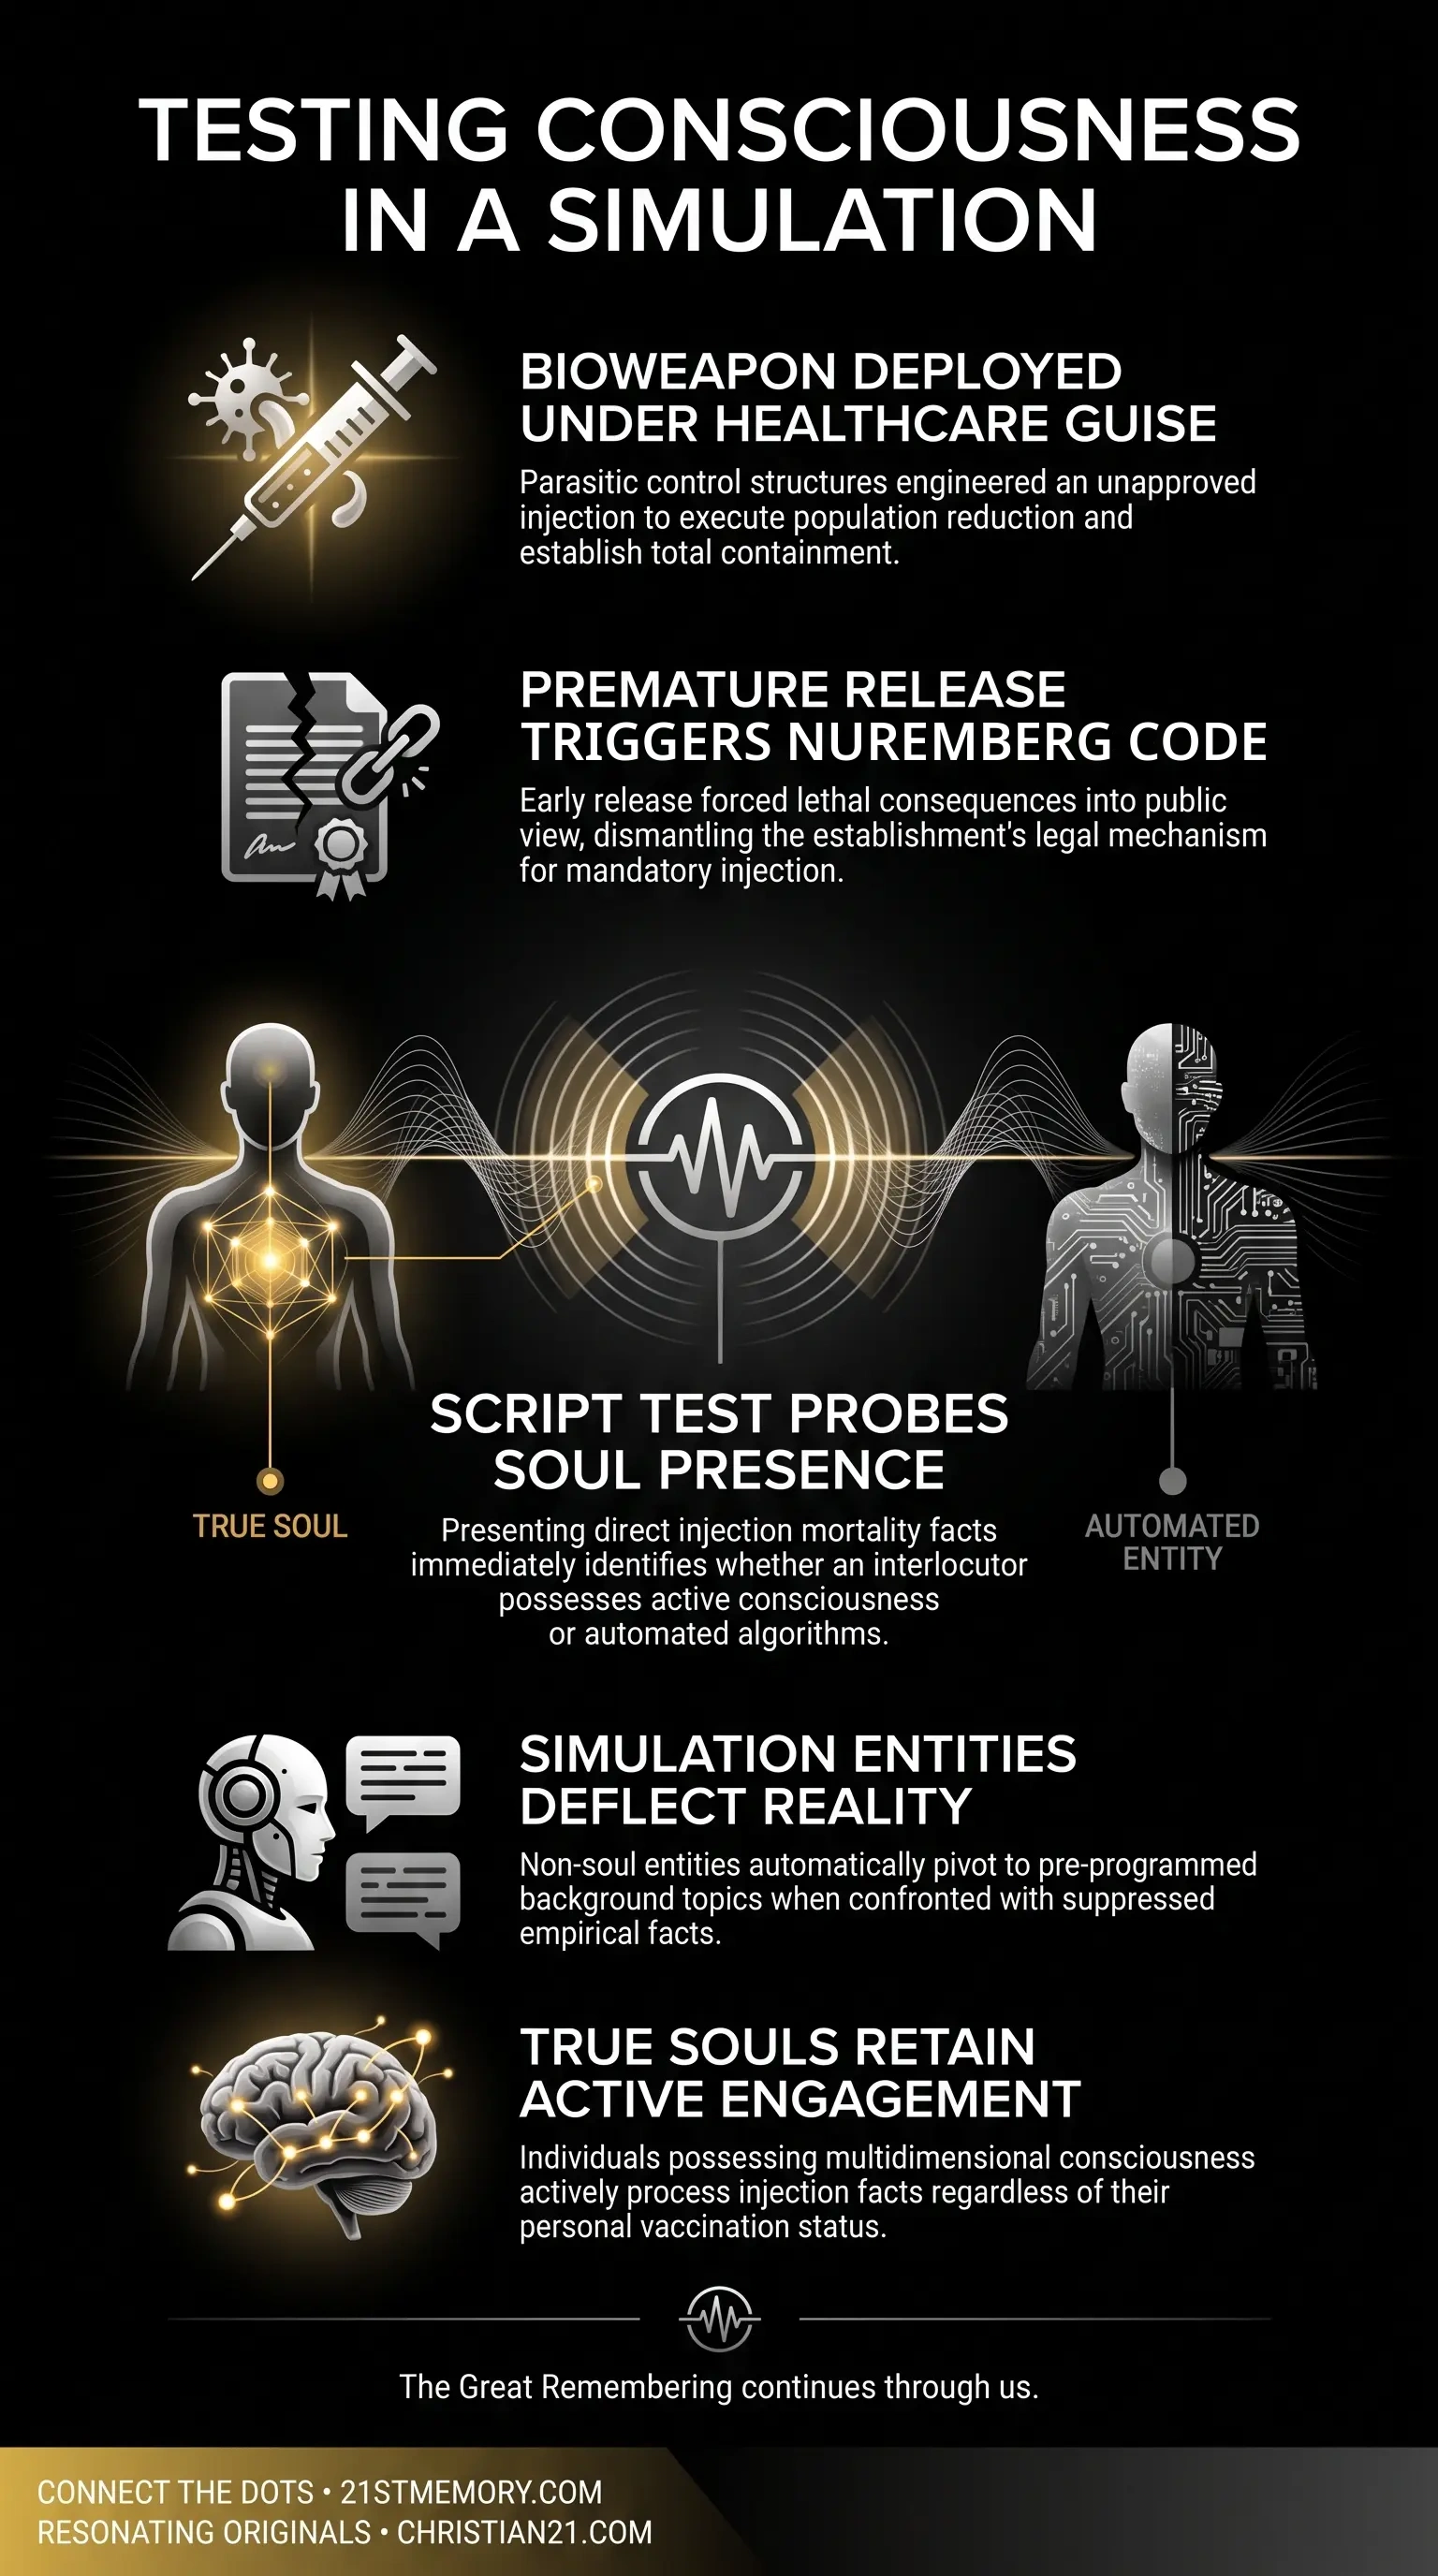 TESTING CONSCIOUSNESS
IN A SIMULATION
BIOWEAPON DEPLOYED
UNDER HEALTHCARE GUISE
Parasitic control structures engineered an unapproved
injection to execute population reduction and
establish total containment.
PREMATURE RELEASE
TRIGGERS NUREMBERG CODE
Early release forced lethal consequences into public
view, dismantling the establishment's legal mechanism
for mandatory injection.
SCRIPT TEST PROBES
SOUL PRESENCE
TRUE SOUL
Presenting direct injection mortality facts
immediately identifies whether an interlocutor
possesses active consciousness
or automated algorithms.
AUTOMATED
ENTITY
SIMULATION ENTITIES
DEFLECT REALITY
Non-soul entities automatically pivot to pre-programmed
background topics when confronted with suppressed
empirical facts.
TRUE SOULS RETAIN
ACTIVE ENGAGEMENT
Individuals possessing multidimensional consciousness
actively process injection facts regardless of their
personal vaccination status.
The Great Remembering continues through us.
CONNECT THE DOTS • 21STMEMORY.COM
RESONATING ORIGINALS • CHRISTIAN21.COM